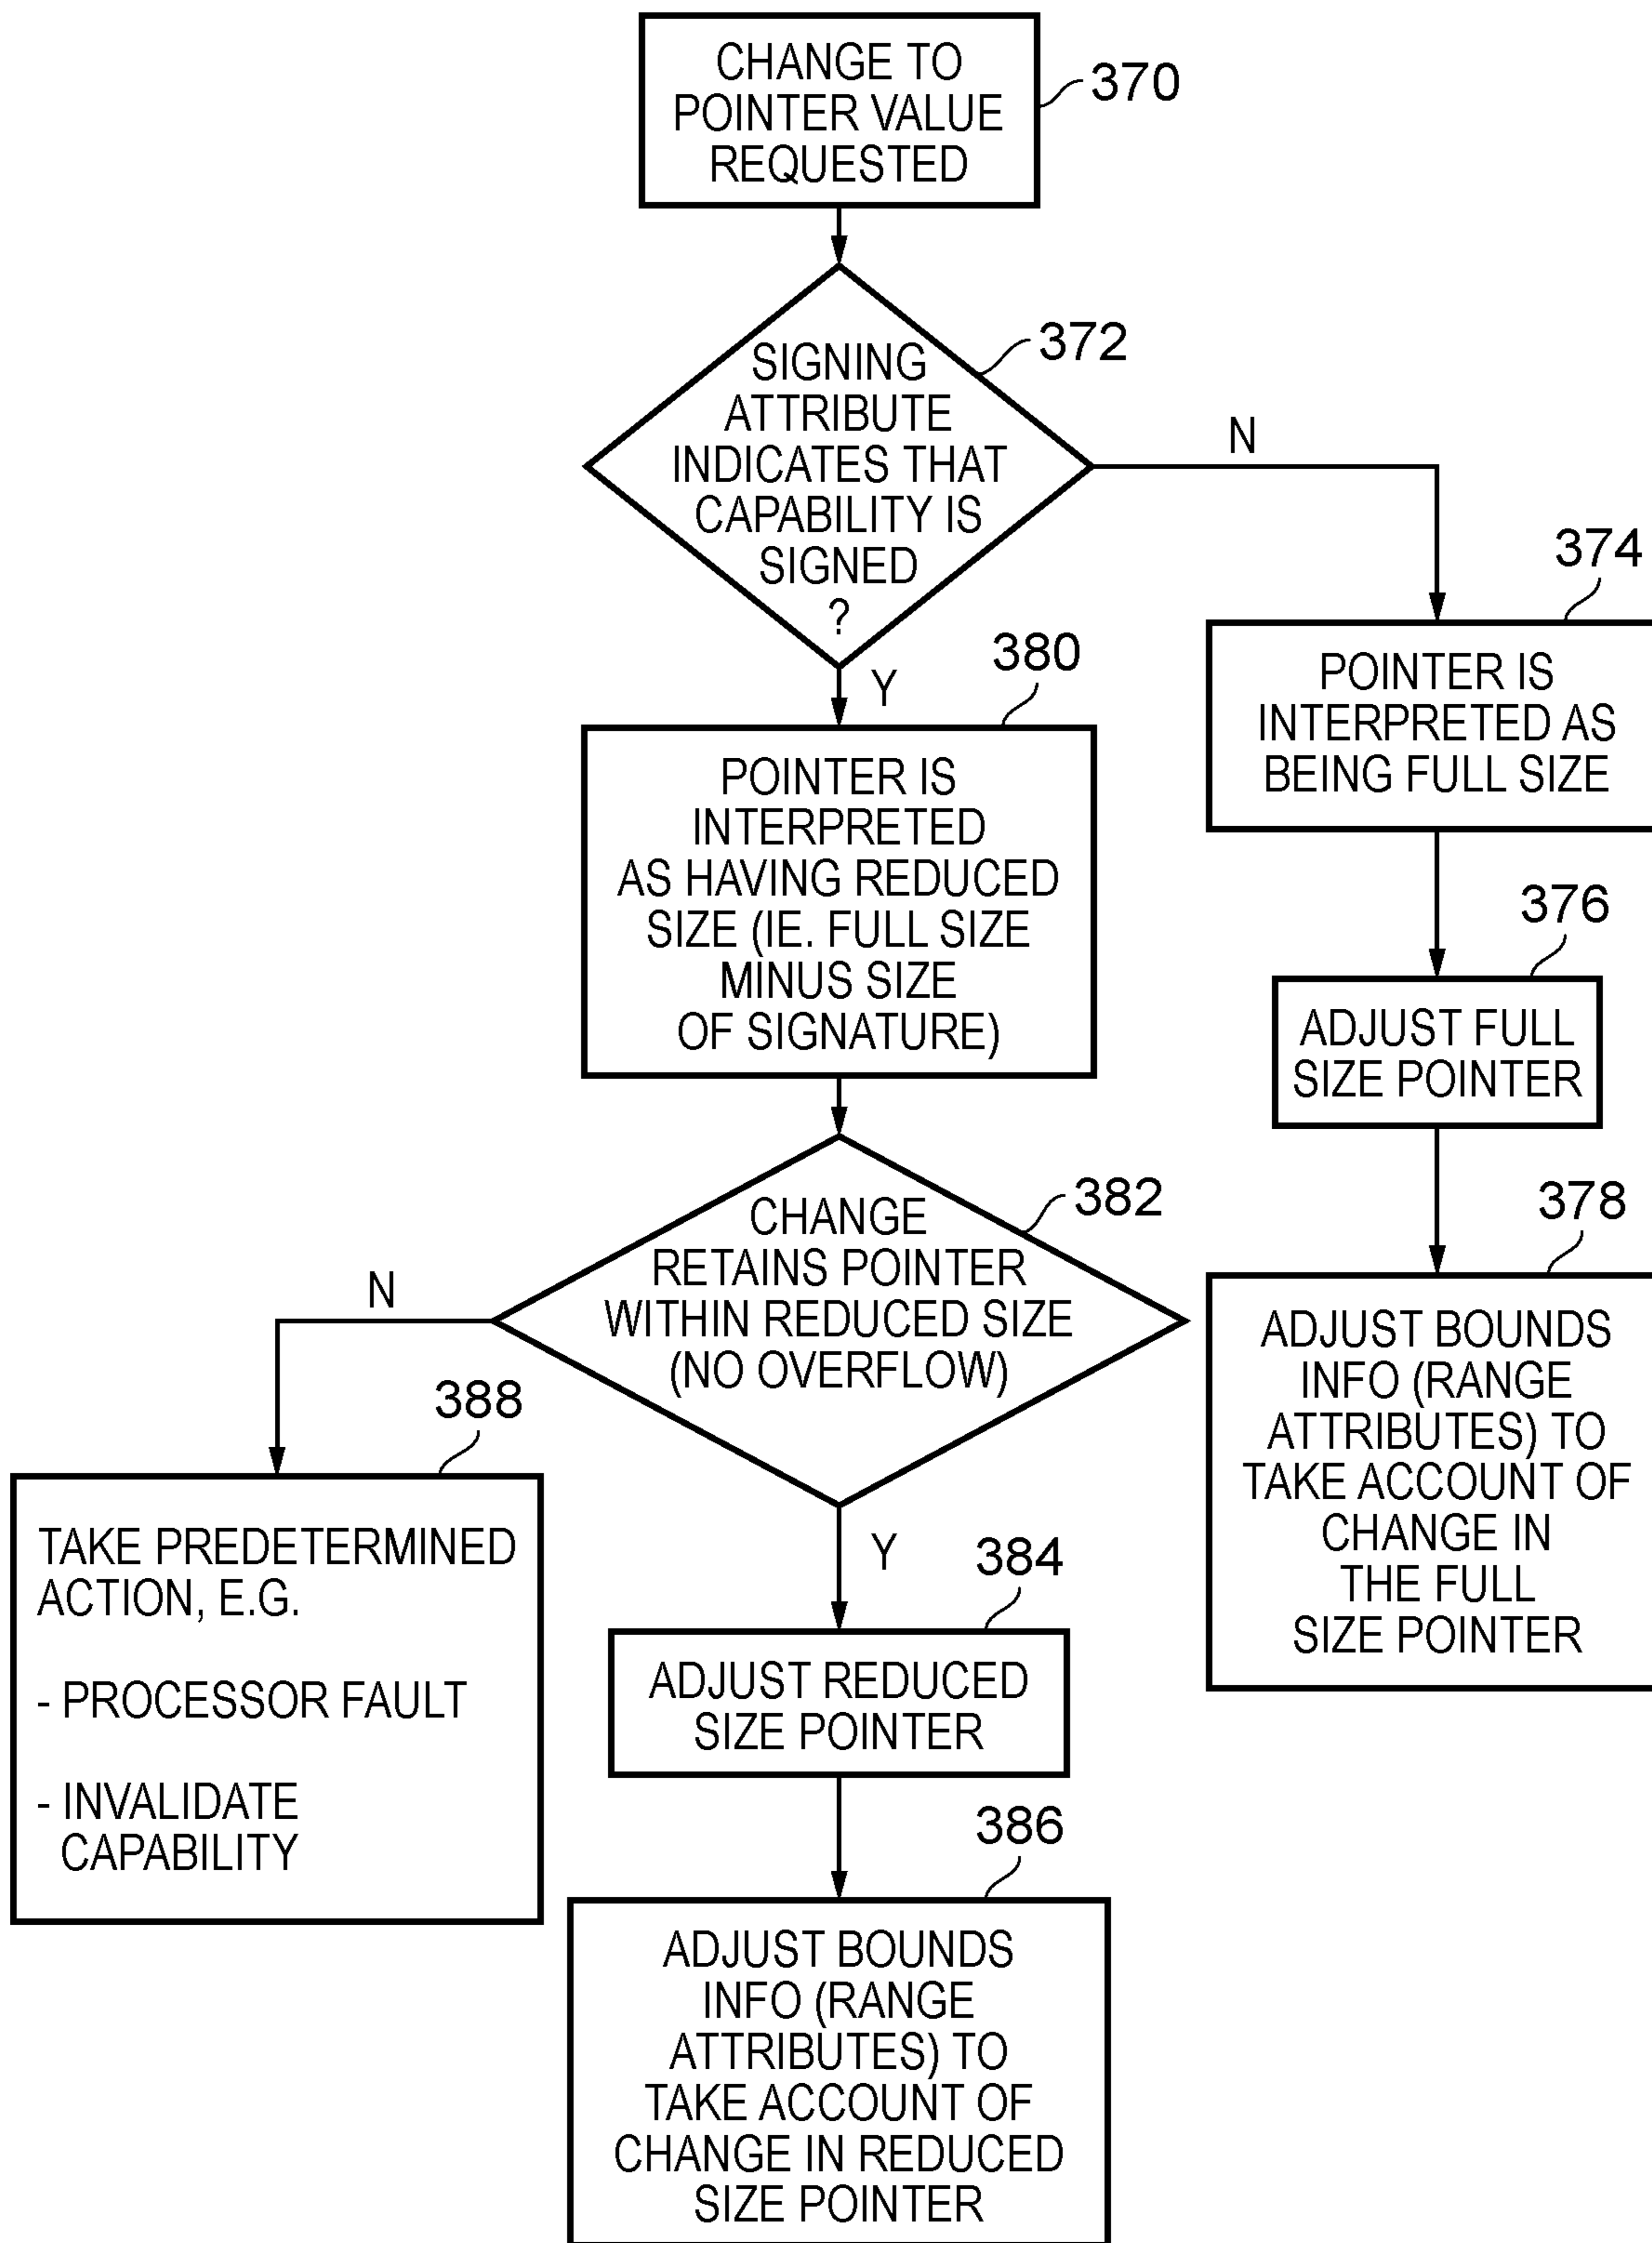 CHANGE TO
POINTER VALUE
REQUESTED
370
SIGNING
ATTRIBUTE
INDICATES THAT
CAPABILITY IS
SIGNED
?
372
N
Y
374
POINTER IS
INTERPRETED AS
BEING FULL SIZE
380
POINTER IS
INTERPRETED
AS HAVING REDUCED
SIZE (IE. FULL SIZE
MINUS SIZE
OF SIGNATURE)
376
ADJUST FULL
SIZE POINTER
382
CHANGE
RETAINS POINTER
WITHIN REDUCED SIZE
(NO OVERFLOW)
N
Y
378
ADJUST BOUNDS
INFO (RANGE
ATTRIBUTES) TO
TAKE ACCOUNT OF
CHANGE IN
THE FULL
SIZE POINTER
388
TAKE PREDETERMINED
ACTION, E.G.
- PROCESSOR FAULT
- INVALIDATE
CAPABILITY
384
ADJUST REDUCED
SIZE POINTER
386
ADJUST BOUNDS
INFO (RANGE
ATTRIBUTES) TO
TAKE ACCOUNT OF
CHANGE IN REDUCED
SIZE POINTER